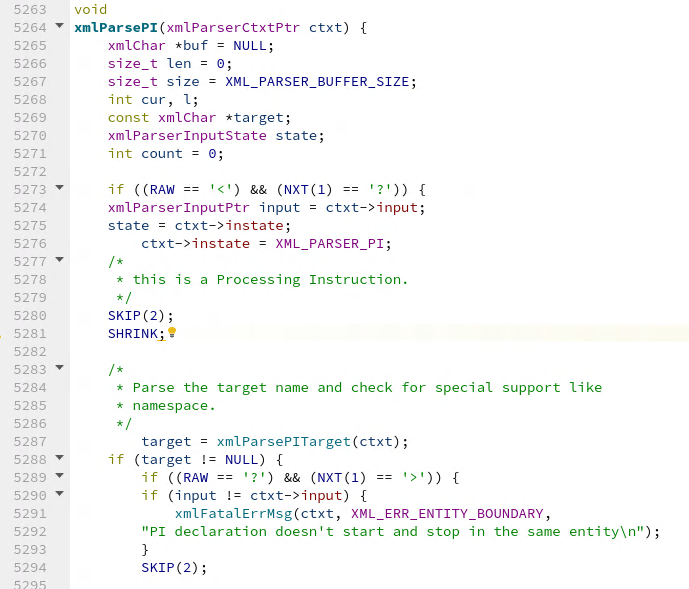 5263 void
5264 xmlParsePI(xmlParserCtxtPtr ctxt) {
5265     xmlChar *buf = NULL;
5266     size_t len = 0;
5267     size_t size = XML_PARSER_BUFFER_SIZE;
5268     int cur, l;
5269     const xmlChar *target;
5270     xmlParserInputState state;
5271     int count = 0;
5272
5273     if ((RAW == '<') && (NXT(1) == '?')) {
5274     xmlParserInputPtr input = ctxt->input;
5275     state = ctxt->instate;
5276         ctxt->instate = XML_PARSER_PI;
5277     /*
5278      * this is a Processing Instruction.
5279      */
5280     SKIP(2);
5281     SHRINK;
5282
5283     /*
5284      * Parse the target name and check for special support like
5285      * namespace.
5286      */
5287         target = xmlParsePITarget(ctxt);
5288     if (target != NULL) {
5289         if ((RAW == '?') && (NXT(1) == '>')) {
5290         if (input != ctxt->input) {
5291             xmlFatalErrMsg(ctxt, XML_ERR_ENTITY_BOUNDARY,
5292         "PI declaration doesn't start and stop in the same entity\n");
5293         }
5294         SKIP(2);
5295